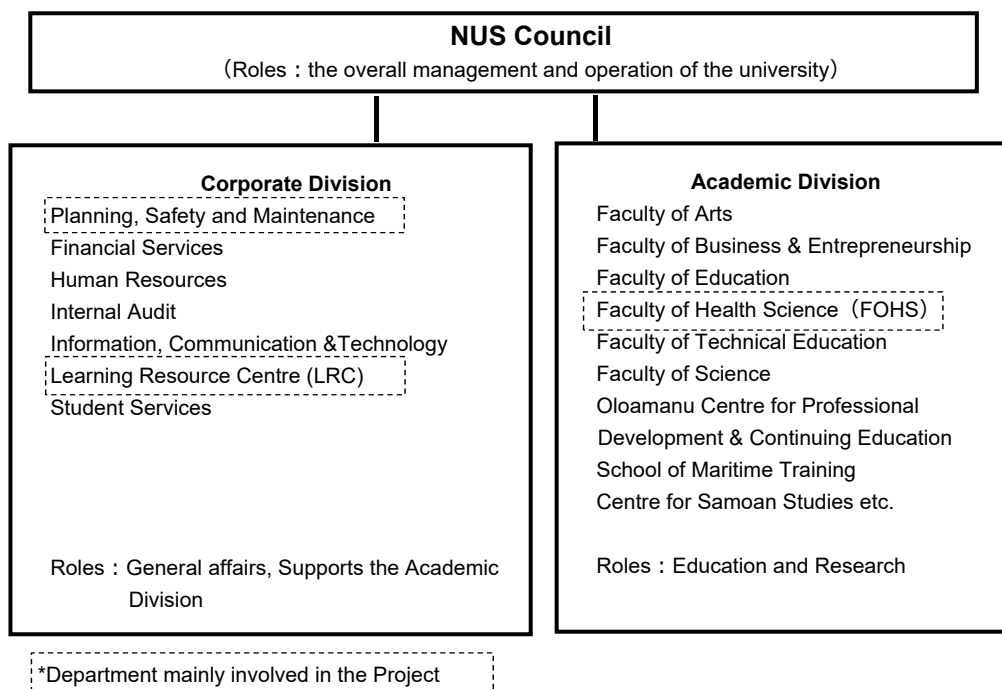 NUS Council
（Roles：the overall management and operation of the university）
Corporate Division
Planning, Safety and Maintenance
Financial Services
Human Resources
Internal Audit
Information, Communication &Technology
Learning Resource Centre (LRC)
Student Services
Roles：General affairs, Supports the Academic
Division
Academic Division
Faculty of Arts
Faculty of Business & Entrepreneurship
Faculty of Education
Faculty of Health Science（FOHS）
Faculty of Technical Education
Faculty of Science
Oloamanu Centre for Professional
Development & Continuing Education
School of Maritime Training
Centre for Samoan Studies etc.
Roles：Education and Research
*Department mainly involved in the Project